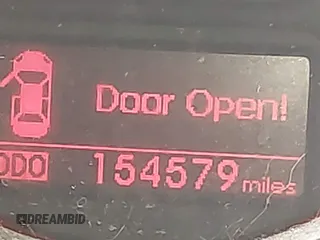 Door Open!
ODO 154579 miles
DREAMBID